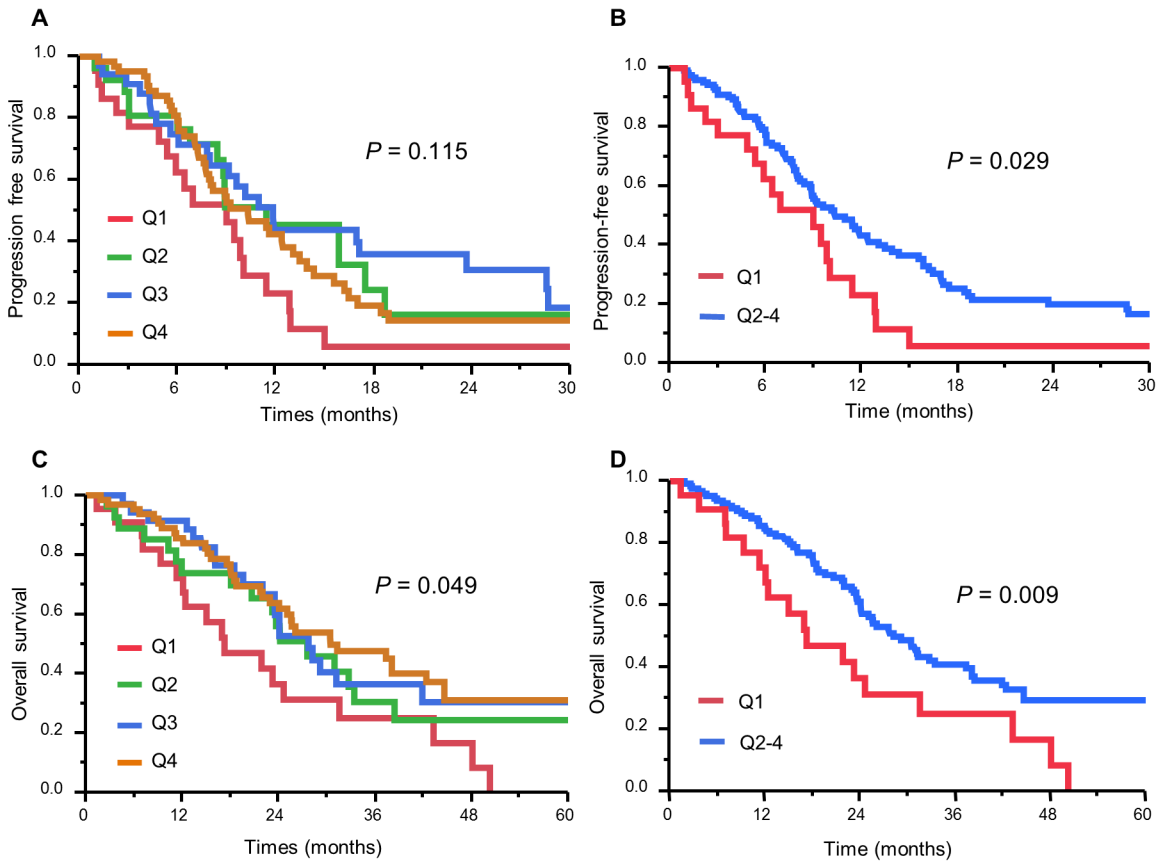 A
Progression free survival
1.0
0.8
0.6
0.4
0.2
0.0
P = 0.115
Q1
Q2
Q3
Q4
0 6 12 18 24 30
Times (months)
B
Progression-free survival
1.0
0.8
0.6
0.4
0.2
0.0
P = 0.029
Q1
Q2-4
0 6 12 18 24 30
Time (months)
C
Overall survival
1.0
0.8
0.6
0.4
0.2
0.0
P = 0.049
Q1
Q2
Q3
Q4
0 12 24 36 48 60
Times (months)
D
Overall survival
1.0
0.8
0.6
0.4
0.2
0.0
P = 0.009
Q1
Q2-4
0 12 24 36 48 60
Time (months)